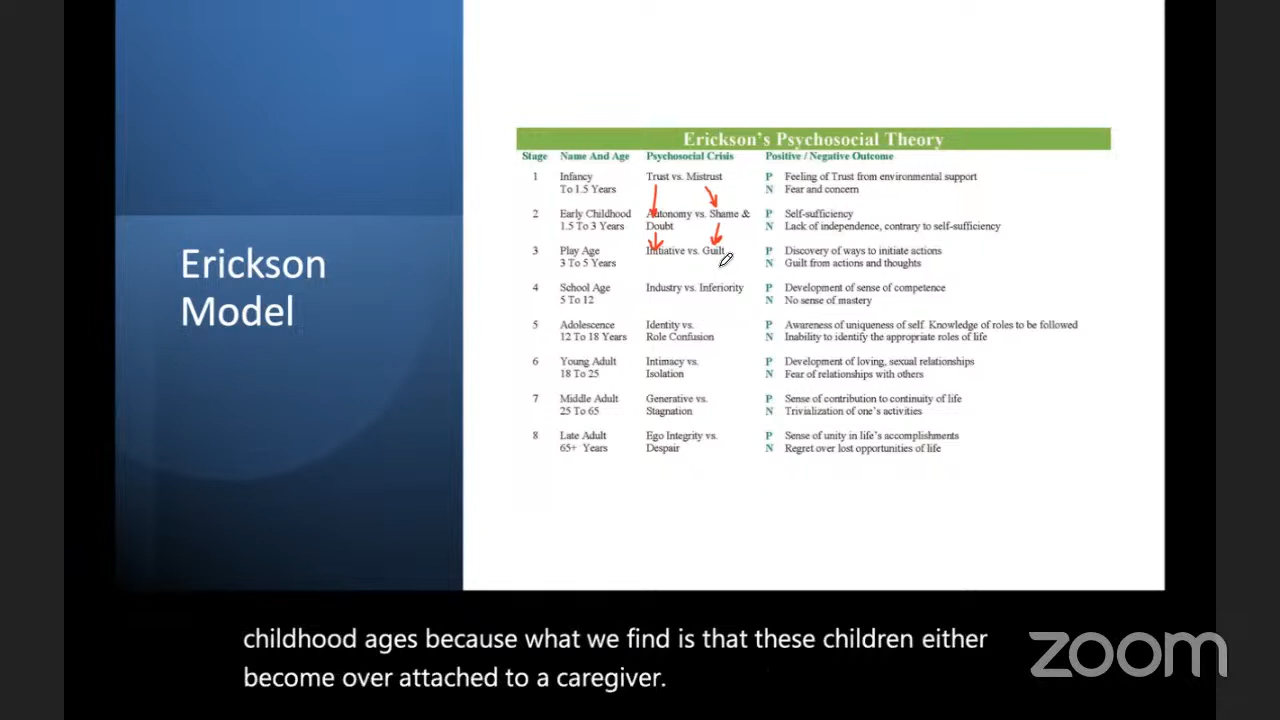 Erickson
Model
Erickson's Psychosocial Theory
Stage Name And Age Psychosocial Crisis Positive / Negative Outcome
1 Infancy Trust vs. Mistrust P Feeling of Trust from environmental support
To 1.5 Years N Fear and concern
2 Early Childhood Autonomy vs. Shame & P Self-sufficiency
1.5 To 3 Years Doubt N Lack of independence, contrary to self-sufficiency
3 Play Age Initiative vs. Guilt P Discovery of ways to initiate actions
3 To 5 Years N Guilt from actions and thoughts
4 School Age Industry vs. Inferiority P Development of sense of competence
5 To 12 N No sense of mastery
5 Adolescence Identity vs. P Awareness of uniqueness of self. Knowledge of roles to be followed
12 To 18 Years Role Confusion N Inability to identify the appropriate roles of life
6 Young Adult Intimacy vs. P Development of loving, sexual relationships
18 To 25 Isolation N Fear of relationships with others
7 Middle Adult Generative vs. P Sense of contribution to continuity of life
25 To 65 Stagnation N Trivialization of one's activities
8 Late Adult Ego Integrity vs. P Sense of unity in life's accomplishments
65+ Years Despair N Regret over lost opportunities of life
childhood ages because what we find is that these children either
become over attached to a caregiver.
zoom